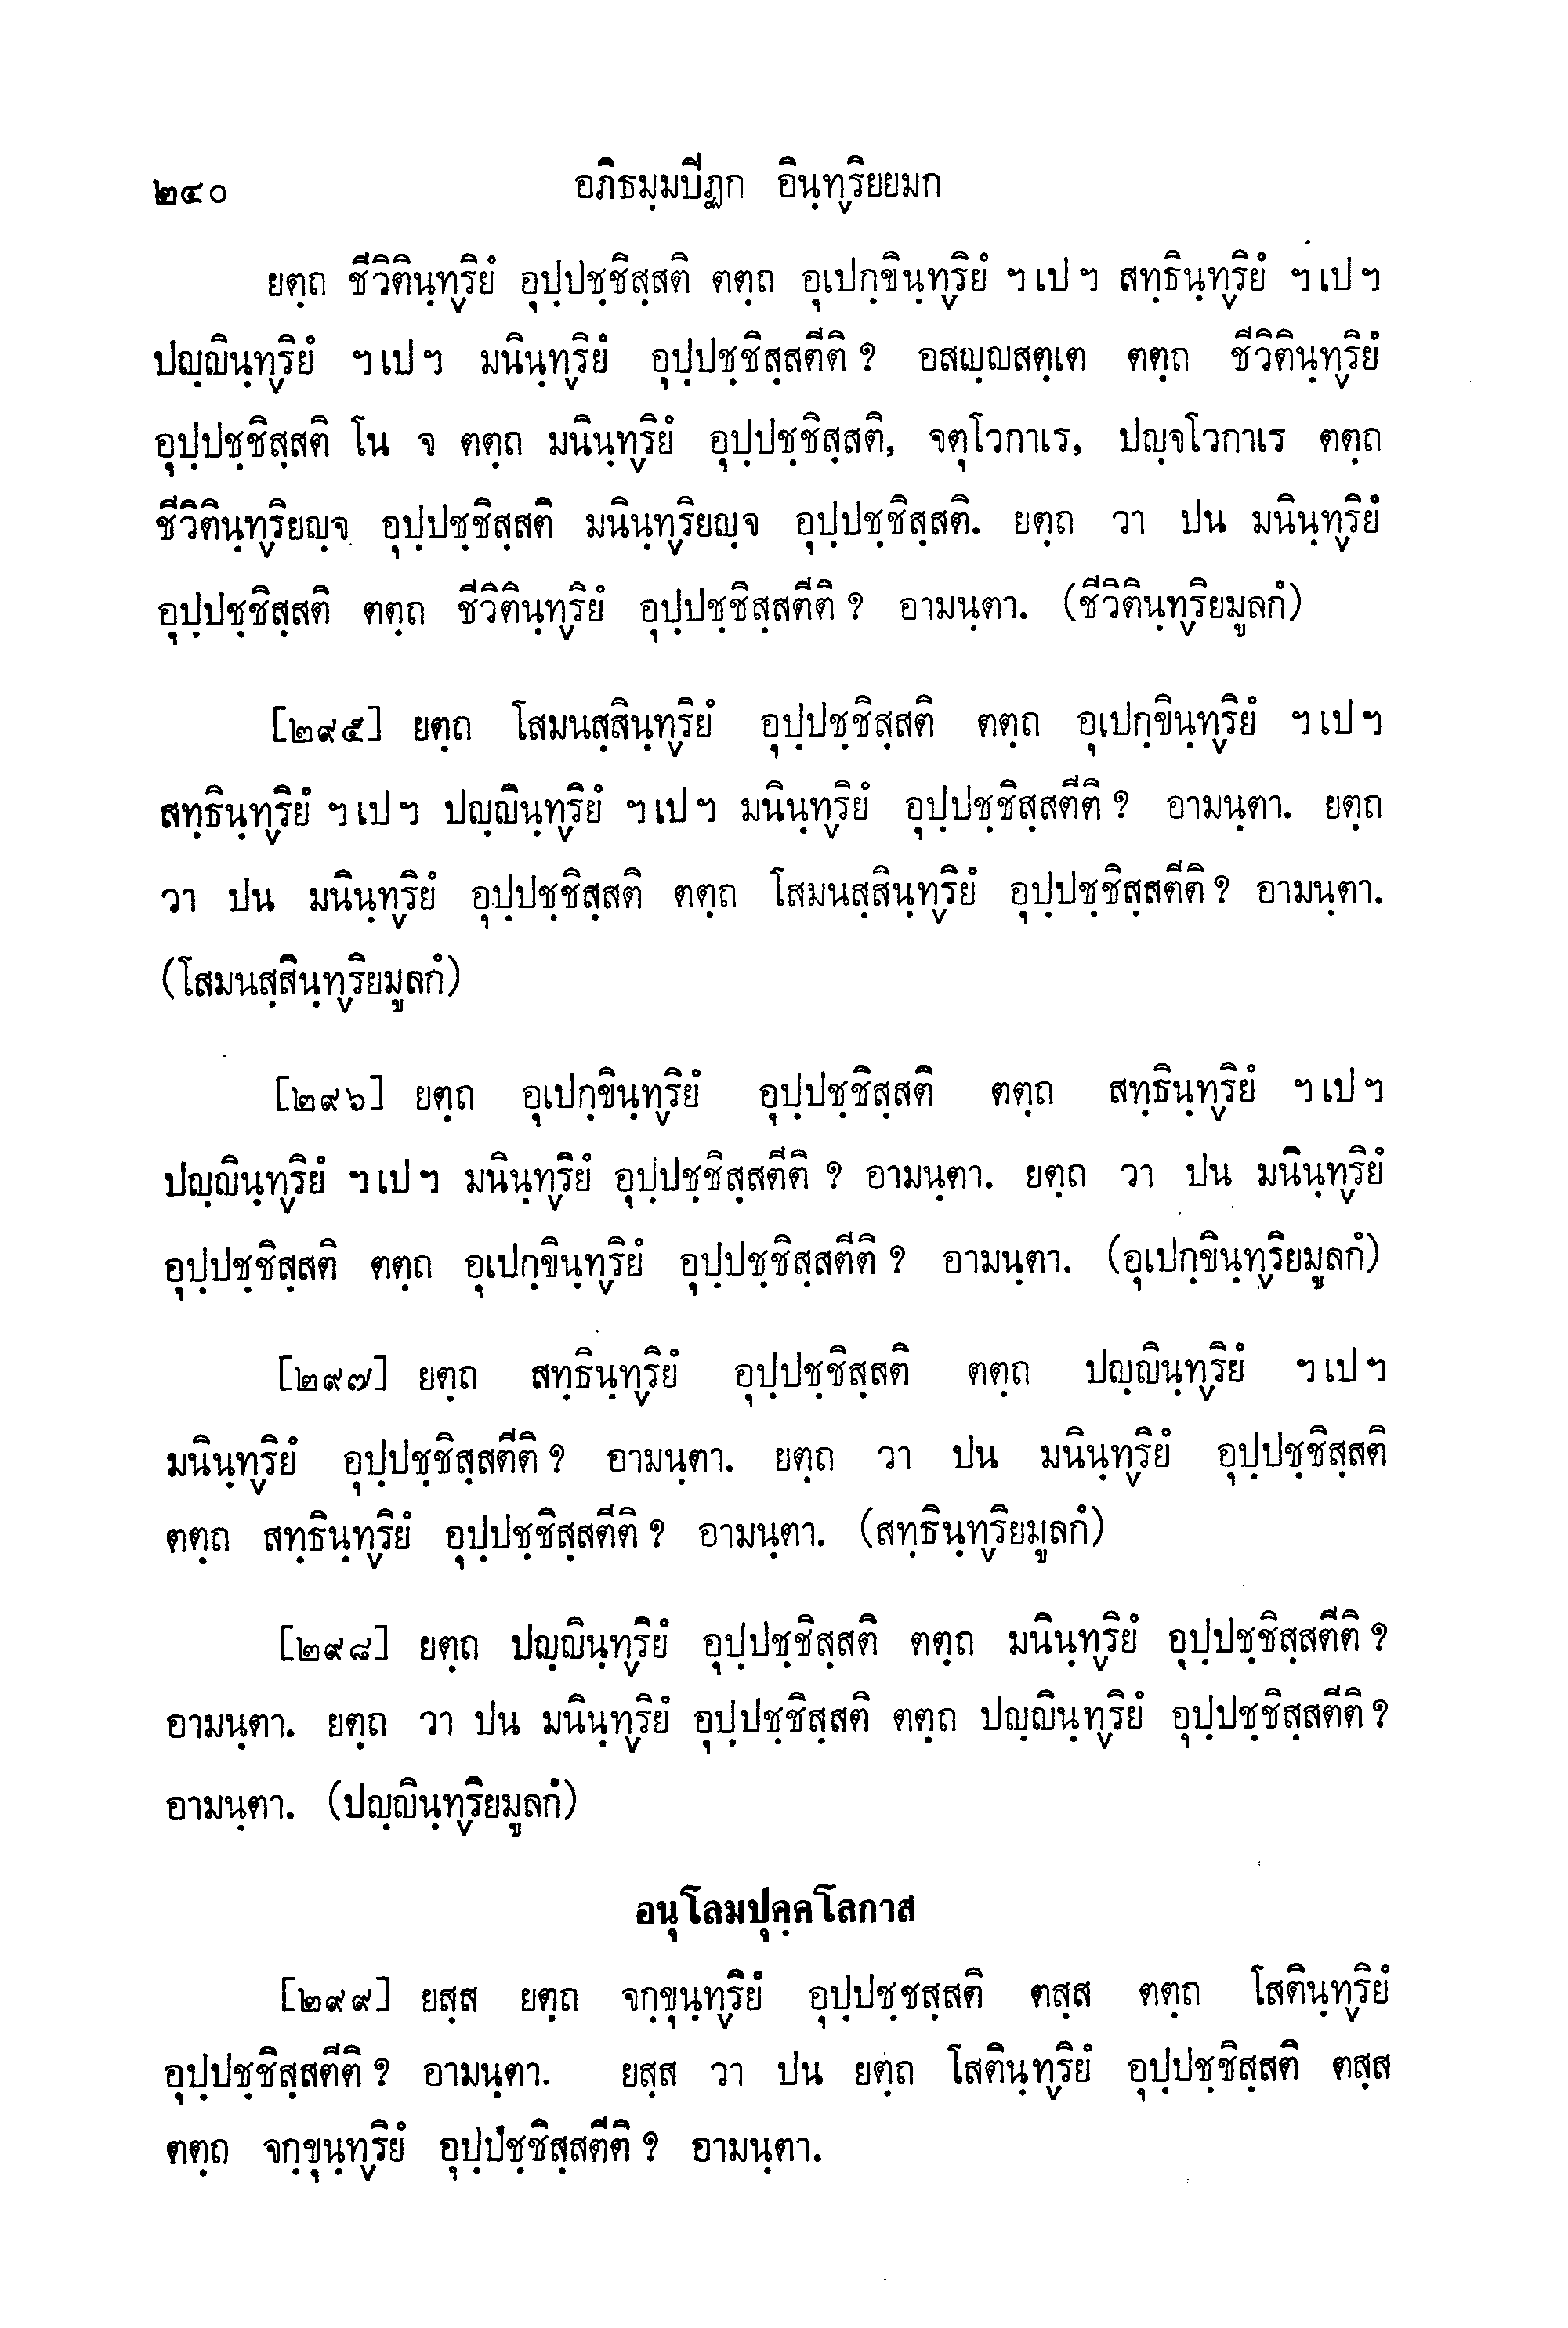 ๒๔๐ อภิธมฺมปีฏก อินฺทฺริยยมก
ยตฺถ ชีวิตินฺทฺริยํ อุปฺปชฺชิสฺสติ ตตฺถ อุเปกฺขินฺทฺริยํ ฯเปฯ สทฺธินฺทฺริยํ ฯเปฯ
ปญฺญินฺทฺริยํ ฯเปฯ มนินฺทฺริยํ อุปฺปชฺชิสฺสตีติ ? อสญฺญสตฺเต ตตฺถ ชีวิตินฺทฺริยํ
อุปฺปชฺชิสฺสติ โน จ ตตฺถ มนินฺทฺริยํ อุปฺปชฺชิสฺสติ, จตุโวกาเร, ปญฺจโวกาเร ตตฺถ
ชีวิตินฺทฺริยญฺจ อุปฺปชฺชิสฺสติ มนินฺทฺริยญฺจ อุปฺปชฺชิสฺสติ. ยตฺถ วา ปน มนินฺทฺริยํ
อุปฺปชฺชิสฺสติ ตตฺถ ชีวิตินฺทฺริยํ อุปฺปชฺชิสฺสตีติ ? อามนฺตา. (ชีวิตินฺทฺริยมูลกํ)
[๒๙๕] ยตฺถ โสมนสฺสินฺทฺริยํ อุปฺปชฺชิสฺสติ ตตฺถ อุเปกฺขินฺทฺริยํ ฯเปฯ
สทฺธินฺทฺริยํ ฯเปฯ ปญฺญินฺทฺริยํ ฯเปฯ มนินฺทฺริยํ อุปฺปชฺชิสฺสตีติ ? อามนฺตา. ยตฺถ
วา ปน มนินฺทฺริยํ อุปฺปชฺชิสฺสติ ตตฺถ โสมนสฺสินฺทฺริยํ อุปฺปชฺชิสฺสตีติ ? อามนฺตา.
(โสมนสฺสินฺทฺริยมูลกํ)
[๒๙๖] ยตฺถ อุเปกฺขินฺทฺริยํ อุปฺปชฺชิสฺสติ ตตฺถ สทฺธินฺทฺริยํ ฯเปฯ
ปญฺญินฺทฺริยํ ฯเปฯ มนินฺทฺริยํ อุปฺปชฺชิสฺสตีติ ? อามนฺตา. ยตฺถ วา ปน มนินฺทฺริยํ
อุปฺปชฺชิสฺสติ ตตฺถ อุเปกฺขินฺทฺริยํ อุปฺปชฺชิสฺสตีติ ? อามนฺตา. (อุเปกฺขินฺทฺริยมูลกํ)
[๒๙๗] ยตฺถ สทฺธินฺทฺริยํ อุปฺปชฺชิสฺสติ ตตฺถ ปญฺญินฺทฺริยํ ฯเปฯ
มนินฺทฺริยํ อุปฺปชฺชิสฺสตีติ ? อามนฺตา. ยตฺถ วา ปน มนินฺทฺริยํ อุปฺปชฺชิสฺสติ
ตตฺถ สทฺธินฺทฺริยํ อุปฺปชฺชิสฺสตีติ ? อามนฺตา. (สทฺธินฺทฺริยมูลกํ)
[๒๙๘] ยตฺถ ปญฺญินฺทฺริยํ อุปฺปชฺชิสฺสติ ตตฺถ มนินฺทฺริยํ อุปฺปชฺชิสฺสตีติ ?
อามนฺตา. ยตฺถ วา ปน มนินฺทฺริยํ อุปฺปชฺชิสฺสติ ตตฺถ ปญฺญินฺทฺริยํ อุปฺปชฺชิสฺสตีติ ?
อามนฺตา. (ปญฺญินฺทฺริยมูลกํ)
อนุโลมปุคฺคโลกาส
[๒๙๙] ยสฺส ยตฺถ จกฺขุนฺทฺริยํ อุปฺปชฺชสฺสติ ตสฺส ตตฺถ โสตินฺทฺริยํ
อุปฺปชฺชิสฺสตีติ ? อามนฺตา. ยสฺส วา ปน ยตฺถ โสตินฺทฺริยํ อุปฺปชฺชิสฺสติ ตสฺส
ตตฺถ จกฺขุนฺทฺริยํ อุปฺปชฺชิสฺสตีติ ? อามนฺตา.